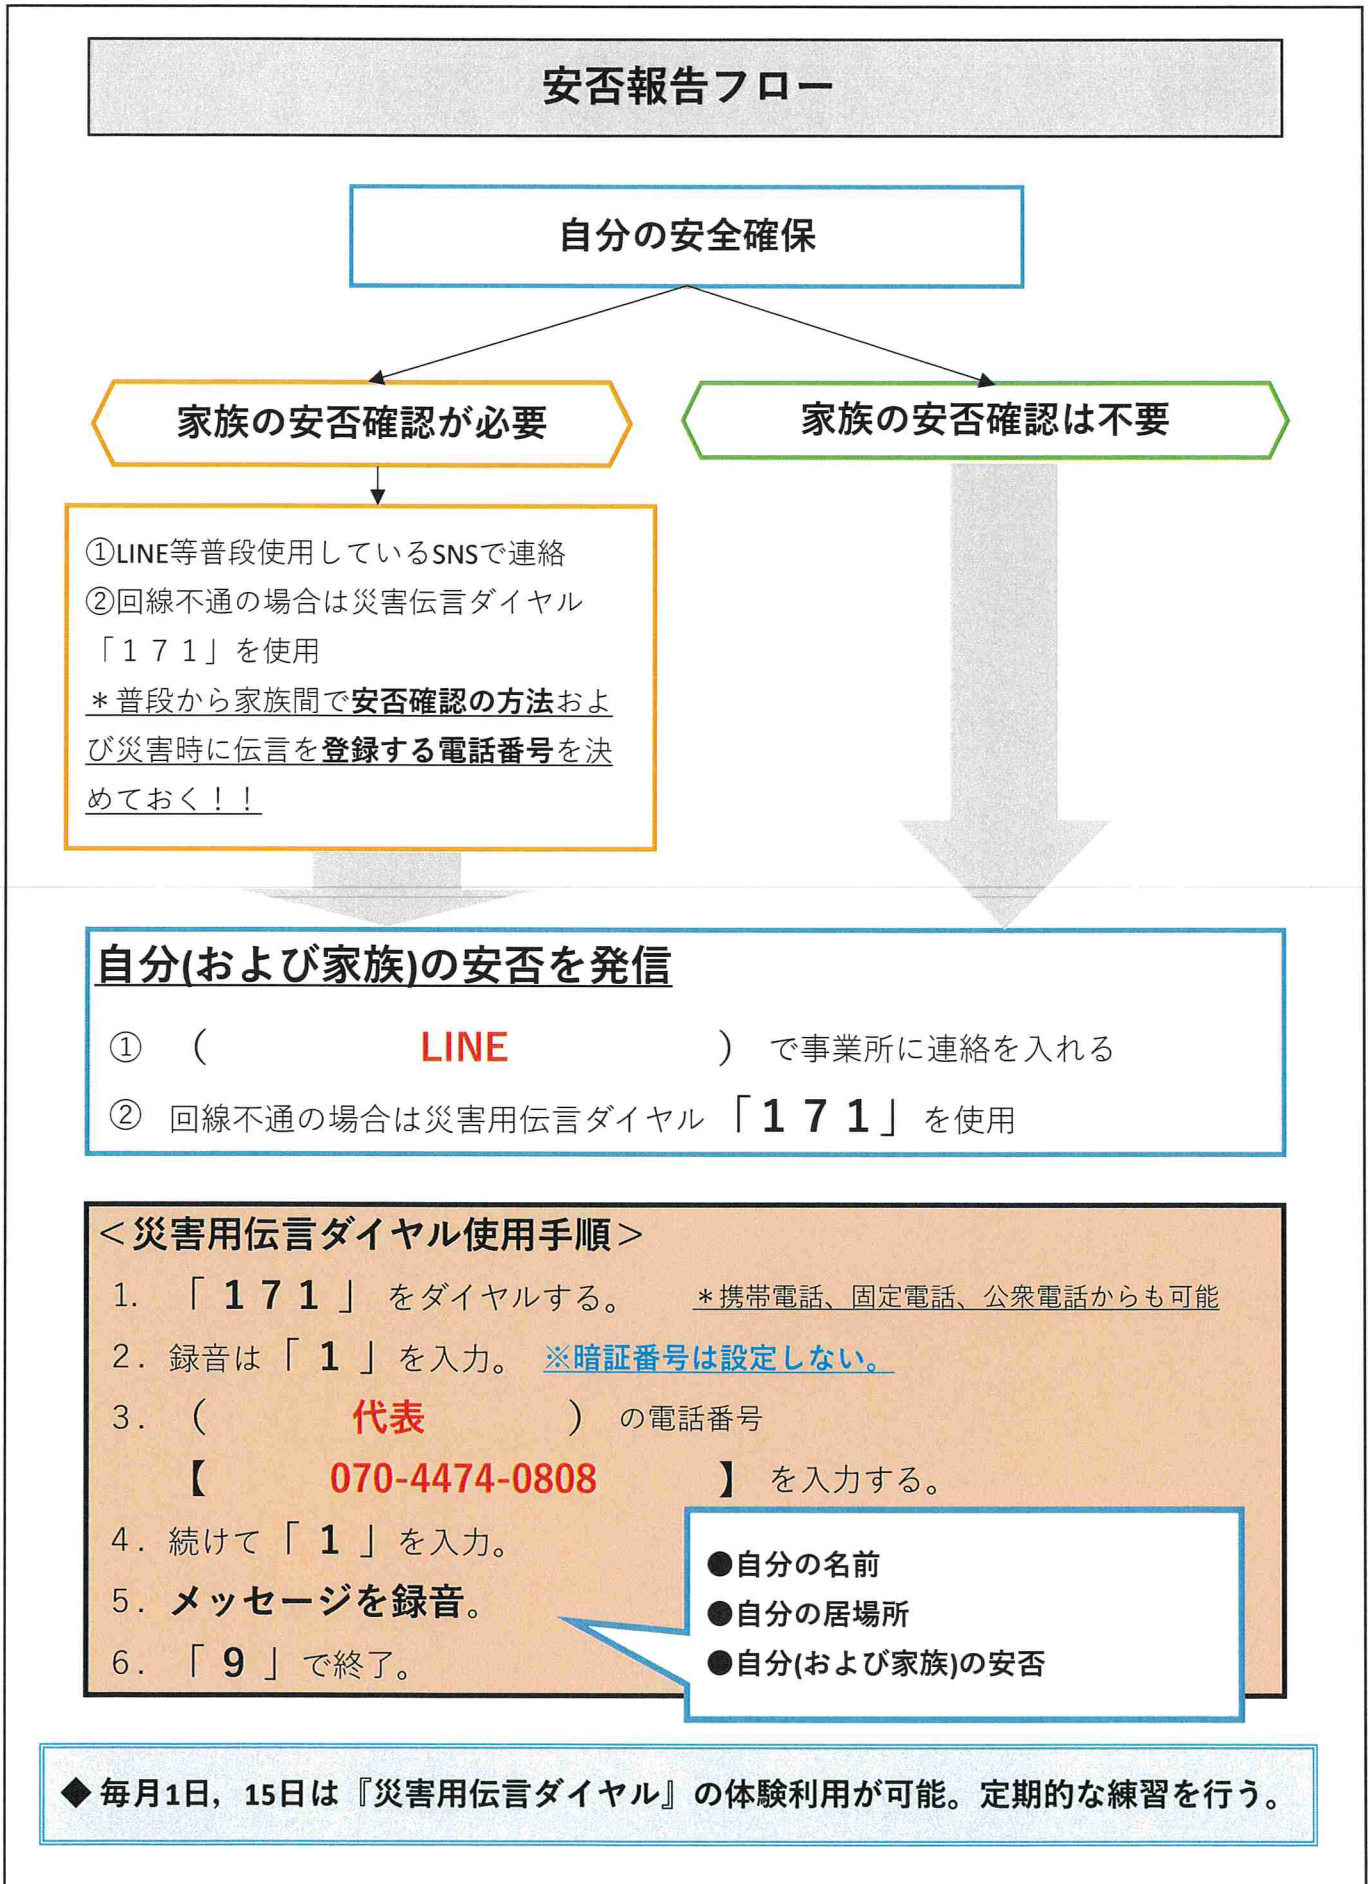 安否報告フロー
自分の安全確保
家族の安否確認が必要
家族の安否確認は不要
①LINE等普段使用しているSNSで連絡
②回線不通の場合は災害伝言ダイヤル
「１７１」を使用
＊普段から家族間で安否確認の方法およ
び災害時に伝言を登録する電話番号を決
めておく！！
自分(および家族)の安否を発信
① （ LINE ） で事業所に連絡を入れる
② 回線不通の場合は災害用伝言ダイヤル「１７１」を使用
＜災害用伝言ダイヤル使用手順＞
1. 「１７１」をダイヤルする。 ＊携帯電話、固定電話、公衆電話からも可能
2. 録音は「１」を入力。 ※暗証番号は設定しない。
3. （ 代表 ） の電話番号
【 070-4474-0808 】 を入力する。
4. 続けて「１」を入力。
5. メッセージを録音。
6. 「９」で終了。
●自分の名前
●自分の居場所
●自分(および家族)の安否
◆ 毎月1日，15日は『災害用伝言ダイヤル』の体験利用が可能。定期的な練習を行う。